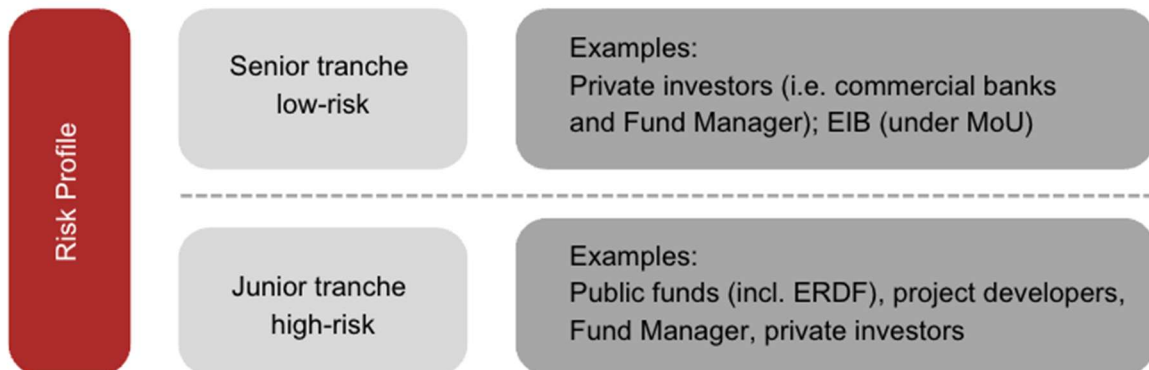 Risk Profile
Senior tranche
low-risk
Examples:
Private investors (i.e. commercial banks
and Fund Manager); EIB (under MoU)
Junior tranche
high-risk
Examples:
Public funds (incl. ERDF), project developers,
Fund Manager, private investors